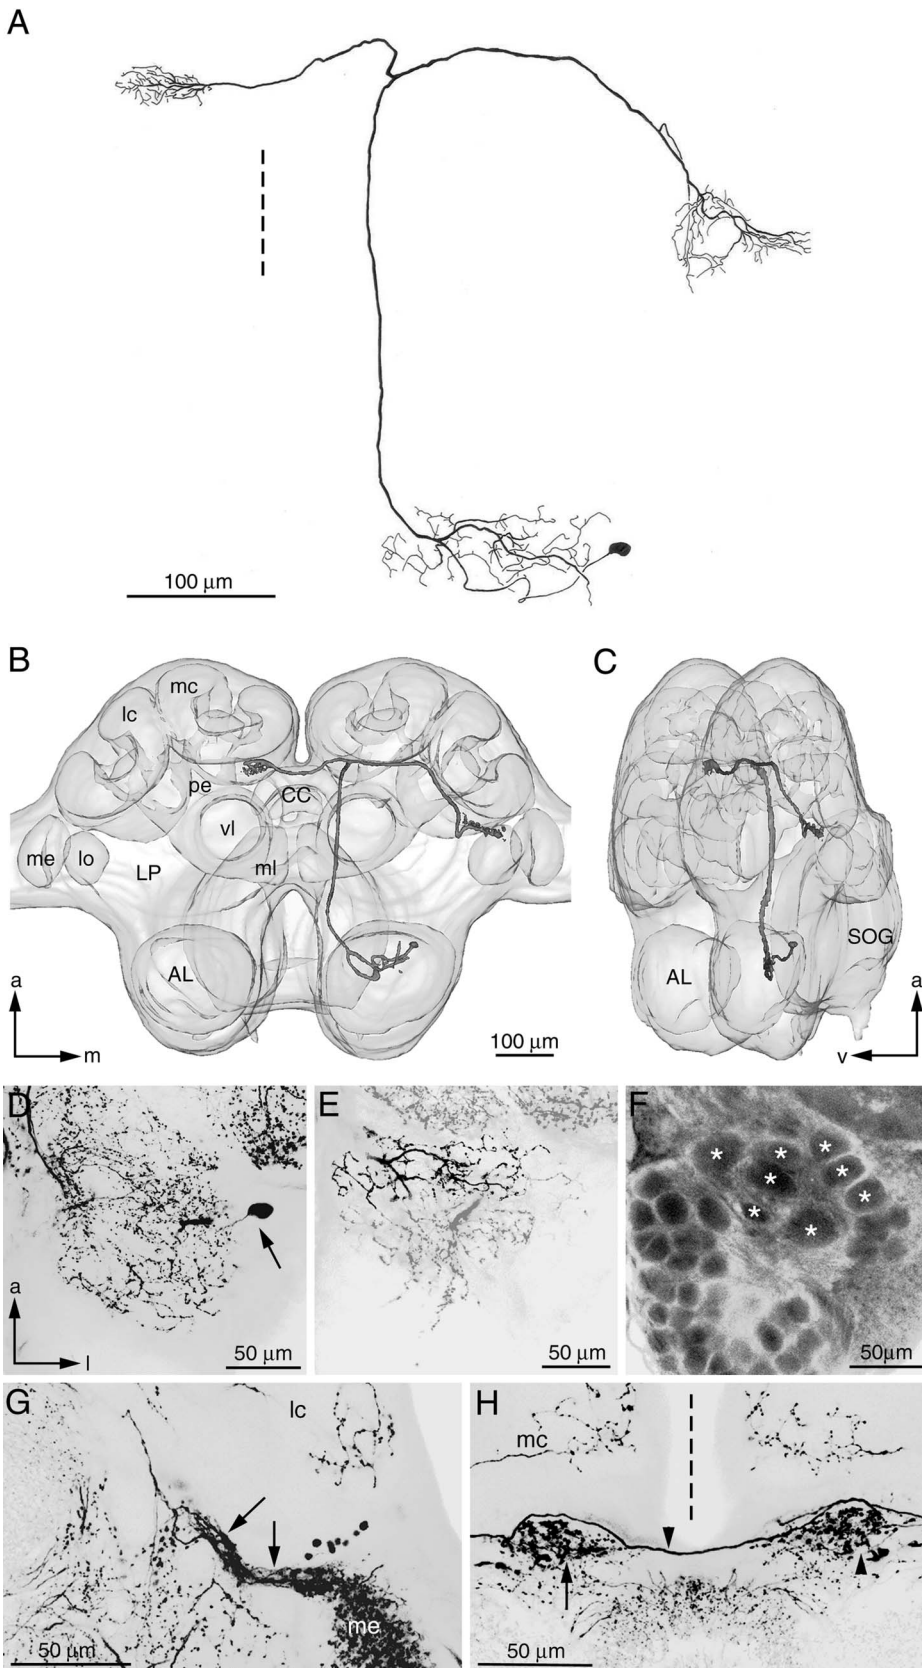 A
100 μm
B
C
mc
lc
pe
CC
vl
me
lo
LP
ml
SOG
AL
AL
a
m
100 μm
a
v
D
E
F
* * * * * * * *
a
l
50 μm
50 μm
50μm
G
lc
H
mc
me
50 μm
50 μm